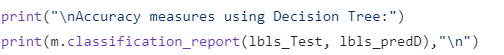 print("\nAccuracy measures using Decision Tree:")
print(m.classification_report(lbls_Test, lbls_predD),"\n")